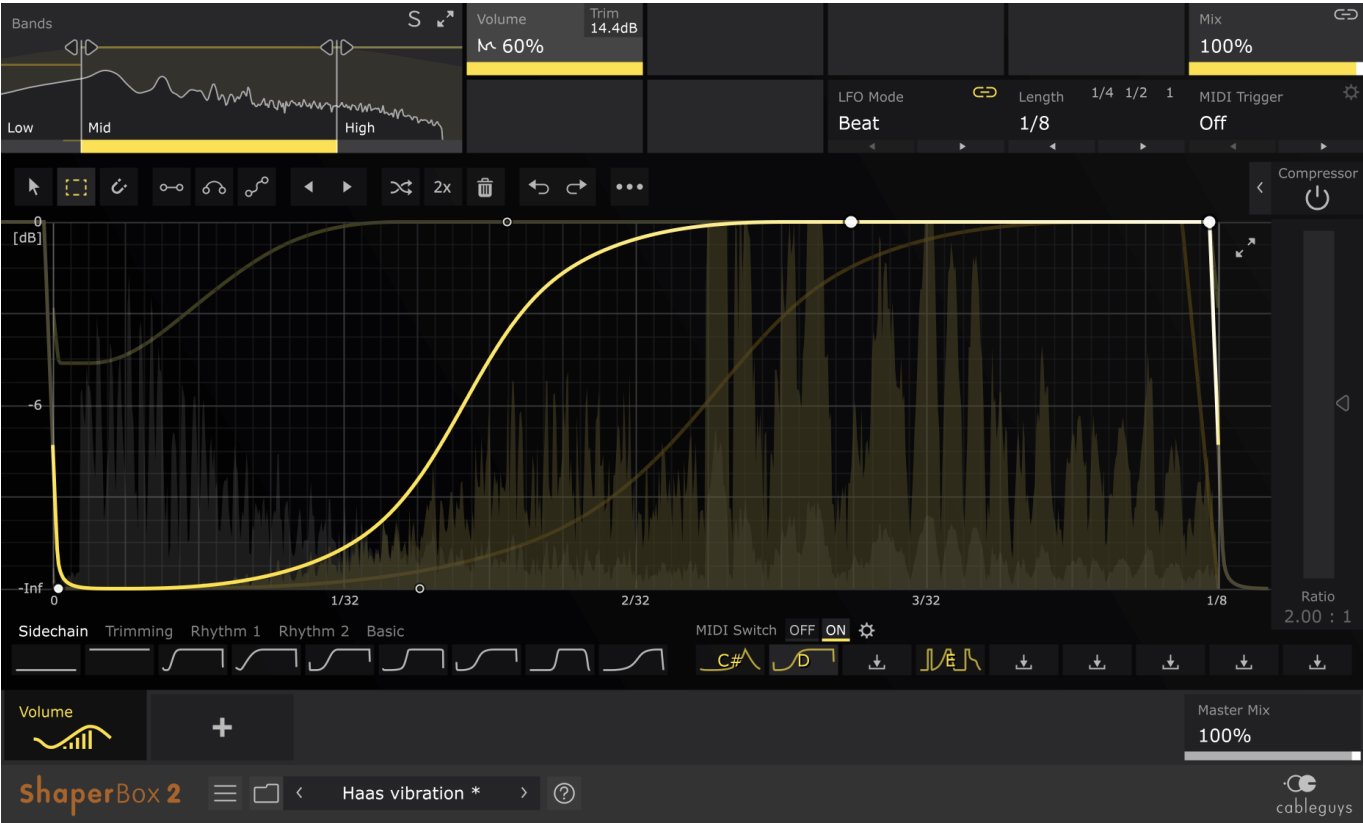 Bands
S
Volume
Trim
14.4dB
60%
Mix
100%
Low
Mid
High
LFO Mode
Beat
Length
1/4 1/2 1
1/8
MIDI Trigger
Off
2x
Compressor
0
[dB]
-6
-Inf
0
1/32
2/32
3/32
1/8
Ratio
2.00 : 1
Sidechain Trimming Rhythm 1 Rhythm 2 Basic
MIDI Switch OFF ON
C#
D
E
Volume
+
Master Mix
100%
ShaperBox 2
Haas vibration *
?
cableguys